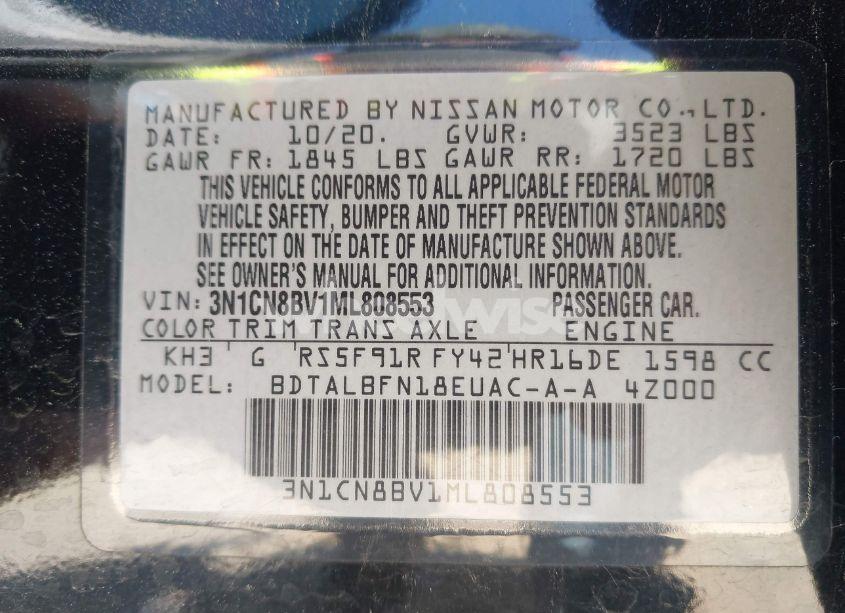 MANUFACTURED BY NISSAN MOTOR CO., LTD.
DATE: 10/20. GVWR: 3523 LBS
GAWR FR: 1845 LBS GAWR RR: 1720 LBS
THIS VEHICLE CONFORMS TO ALL APPLICABLE FEDERAL MOTOR
VEHICLE SAFETY, BUMPER AND THEFT PREVENTION STANDARDS
IN EFFECT ON THE DATE OF MANUFACTURE SHOWN ABOVE.
SEE OWNER'S MANUAL FOR ADDITIONAL INFORMATION.
VIN: 3N1CN8BV1ML808553 PASSENGER CAR.
COLOR TRIM TRANS AXLE ENGINE
KH3 G RS5F91R FY42 HR16DE 1598 CC
MODEL: BDTALBFN18EUAC-A-A 4Z000
3N1CN8BV1ML808553